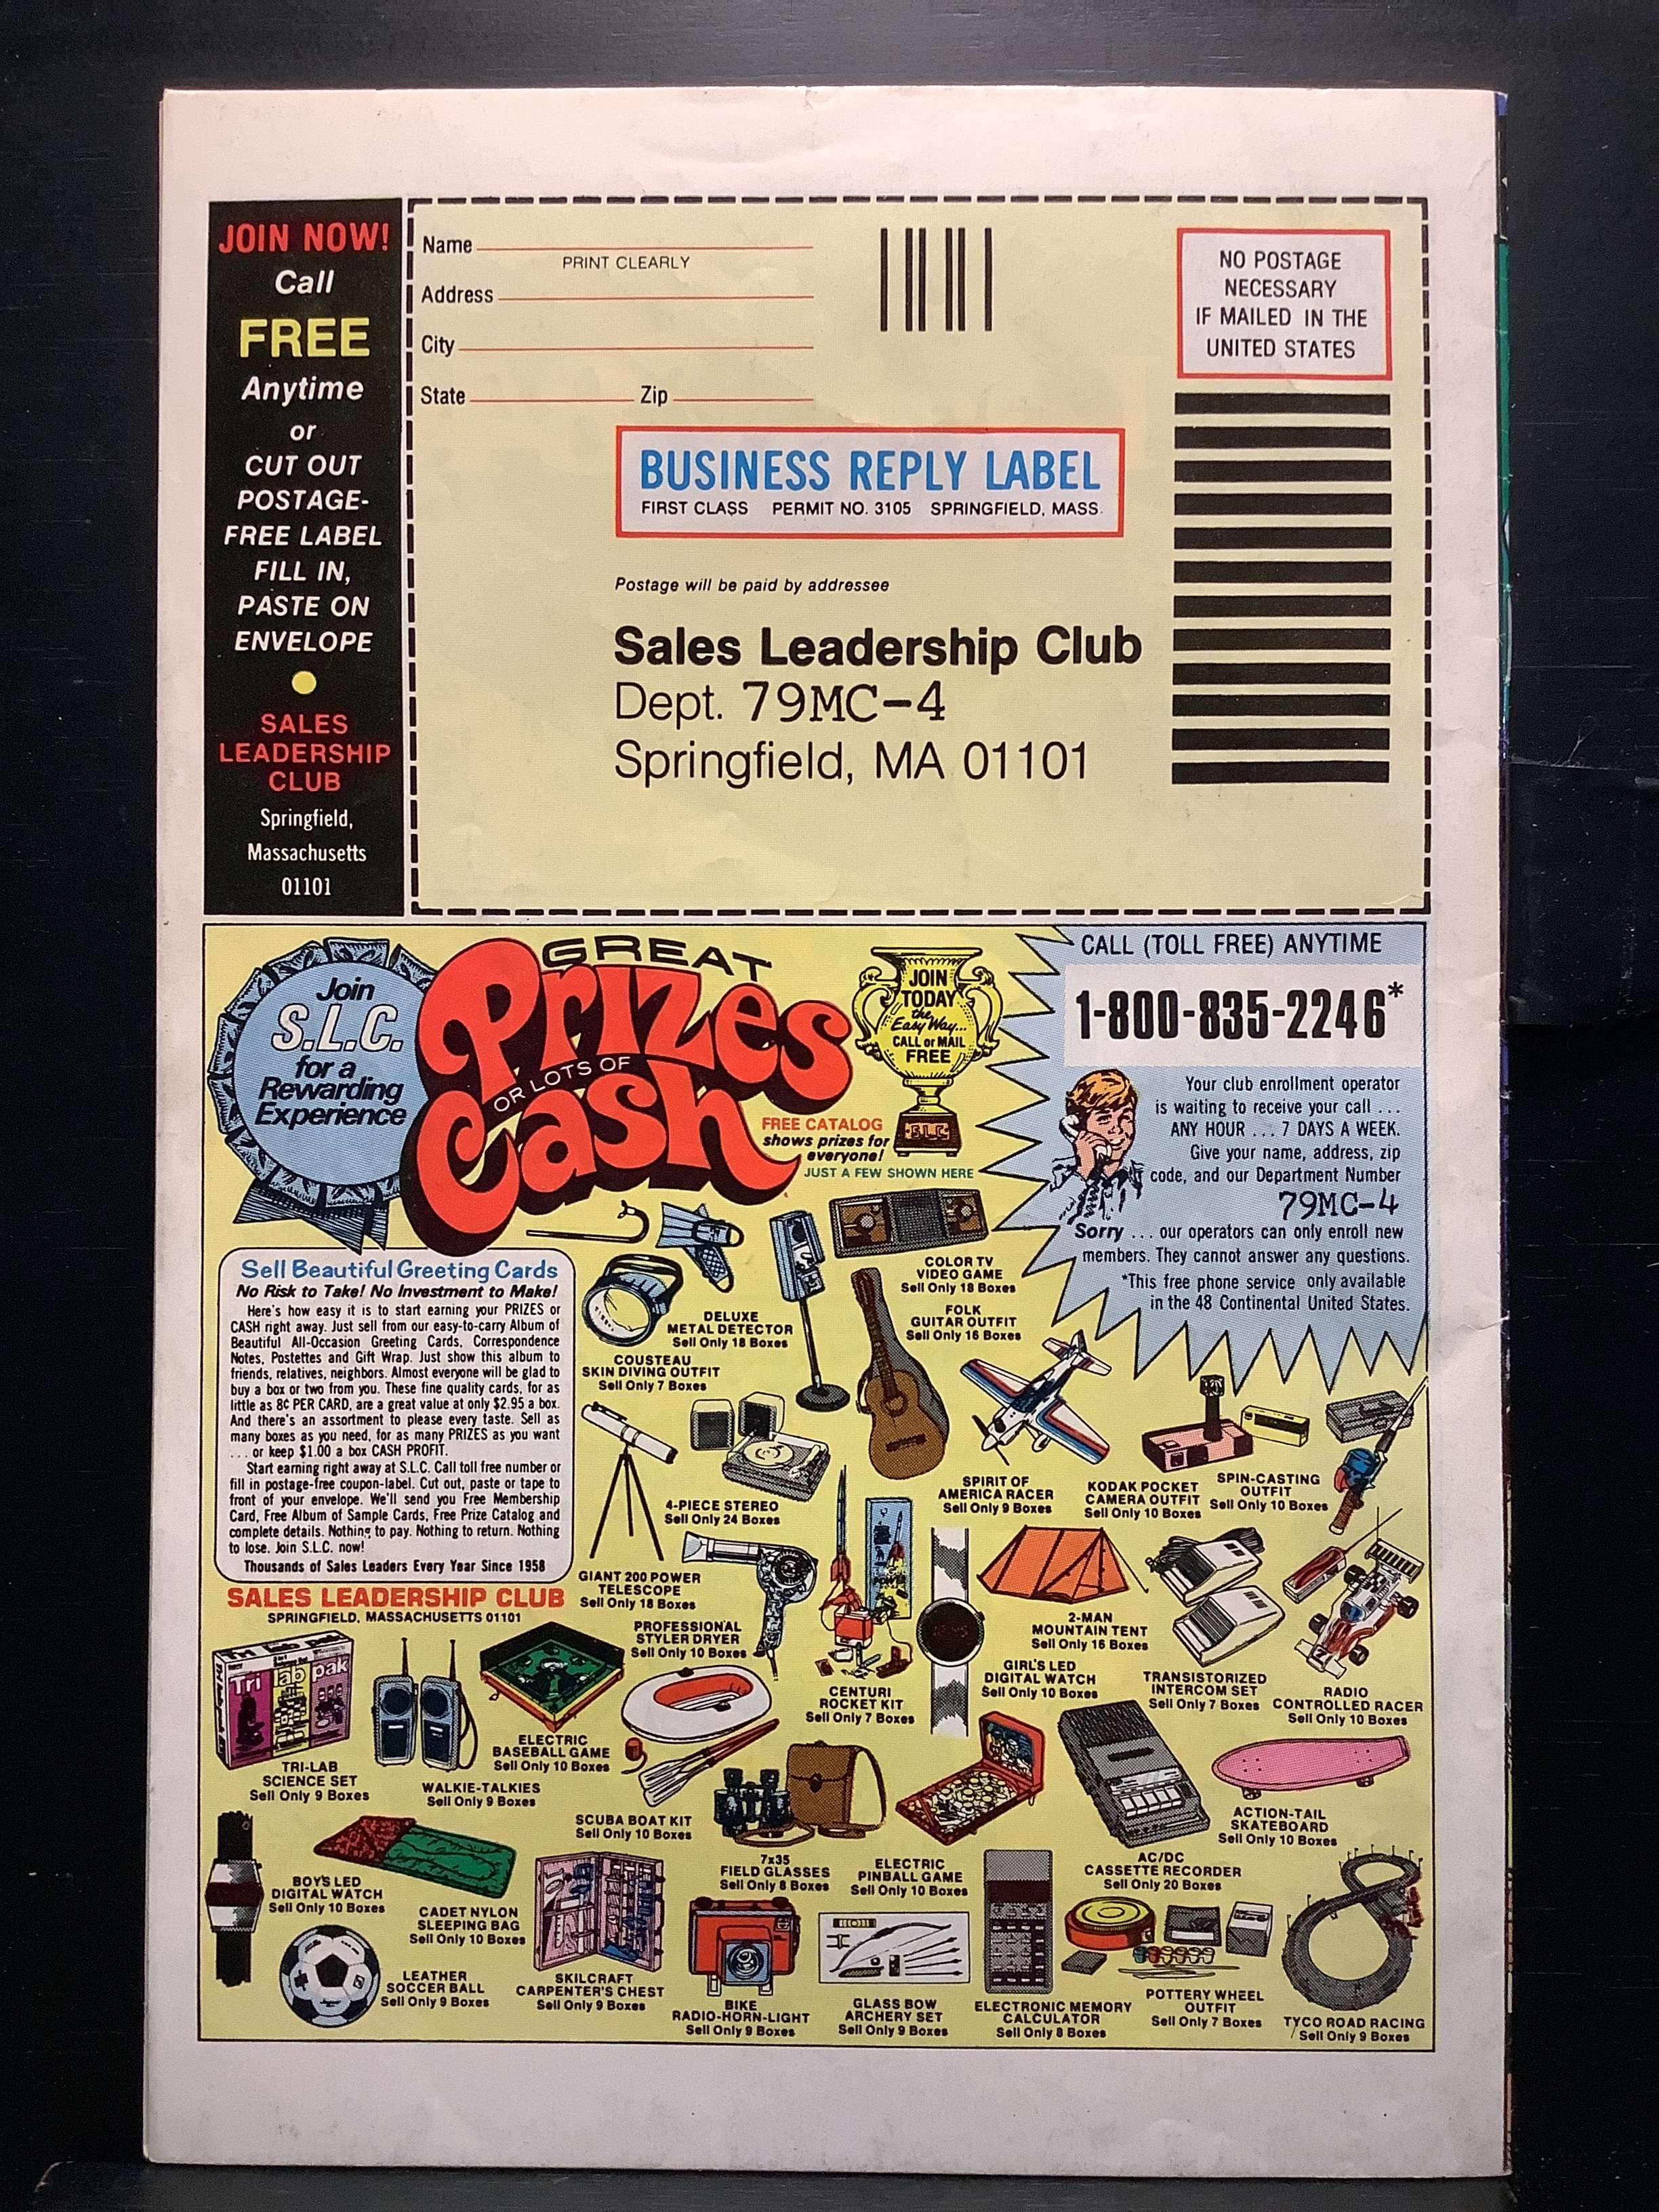 JOIN NOW!
Call
FREE
Anytime
or
CUT OUT
POSTAGE-
FREE LABEL
FILL IN,
PASTE ON
ENVELOPE
SALES
LEADERSHIP
CLUB
Springfield,
Massachusetts
01101
Name
PRINT CLEARLY
Address
City
State Zip
NO POSTAGE
NECESSARY
IF MAILED IN THE
UNITED STATES
BUSINESS REPLY LABEL
FIRST CLASS PERMIT NO. 3105 SPRINGFIELD, MASS.
Postage will be paid by addressee
Sales Leadership Club
Dept. 79MC-4
Springfield, MA 01101
Join
S.L.C.
for a
Rewarding
Experience
GREAT
Prizes
OR LOTS OF
Cash
JOIN
TODAY
the
Easy Way...
CALL or MAIL
FREE
SLC
FREE CATALOG
shows prizes for
everyone!
JUST A FEW SHOWN HERE
CALL (TOLL FREE) ANYTIME
1-800-835-2246*
Your club enrollment operator
is waiting to receive your call ...
ANY HOUR ... 7 DAYS A WEEK.
Give your name, address, zip
code, and our Department Number
79MC-4
Sorry ... our operators can only enroll new
members. They cannot answer any questions.
*This free phone service only available
in the 48 Continental United States.
Sell Beautiful Greeting Cards
No Risk to Take! No Investment to Make!
Here's how easy it is to start earning your PRIZES or
CASH right away. Just sell from our easy-to-carry Album of
Beautiful All-Occasion Greeting Cards, Correspondence
Notes, Postettes and Gift Wrap. Just show this album to
friends, relatives, neighbors. Almost everyone will be glad to
buy a box or two from you. These fine quality cards, for as
little as 8¢ PER CARD, are a great value at only $2.95 a box.
And there's an assortment to please every taste. Sell as
many boxes as you need, for as many PRIZES as you want
... or keep $1.00 a box CASH PROFIT.
Start earning right away at S.L.C. Call toll free number or
fill in postage-free coupon-label. Cut out, paste or tape to
front of your envelope. We'll send you Free Membership
Card, Free Album of Sample Cards, Free Prize Catalog and
complete details. Nothing to pay. Nothing to return. Nothing
to lose. Join S.L.C. now!
Thousands of Sales Leaders Every Year Since 1958
SALES LEADERSHIP CLUB
SPRINGFIELD, MASSACHUSETTS 01101
DELUXE
METAL DETECTOR
Sell Only 18 Boxes
COUSTEAU
SKIN DIVING OUTFIT
Sell Only 7 Boxes
COLOR TV
VIDEO GAME
Sell Only 18 Boxes
FOLK
GUITAR OUTFIT
Sell Only 16 Boxes
4-PIECE STEREO
Sell Only 24 Boxes
SPIRIT OF
AMERICA RACER
Sell Only 9 Boxes
KODAK POCKET
CAMERA OUTFIT
Sell Only 10 Boxes
SPIN-CASTING
OUTFIT
Sell Only 10 Boxes
GIANT 200 POWER
TELESCOPE
Sell Only 18 Boxes
PROFESSIONAL
STYLER DRYER
Sell Only 10 Boxes
POWER
CENTURI
ROCKET KIT
Sell Only 7 Boxes
2-MAN
MOUNTAIN TENT
Sell Only 16 Boxes
GIRL'S LED
DIGITAL WATCH
Sell Only 10 Boxes
TRANSISTORIZED
INTERCOM SET
Sell Only 7 Boxes
RADIO
CONTROLLED RACER
Sell Only 10 Boxes
Tri lab pak
Tri lab pak
TRI-LAB
SCIENCE SET
Sell Only 9 Boxes
WALKIE-TALKIES
Sell Only 9 Boxes
ELECTRIC
BASEBALL GAME
Sell Only 10 Boxes
SCUBA BOAT KIT
Sell Only 10 Boxes
7x35
FIELD GLASSES
Sell Only 8 Boxes
ELECTRIC
PINBALL GAME
Sell Only 10 Boxes
AC/DC
CASSETTE RECORDER
Sell Only 20 Boxes
ACTION-TAIL
SKATEBOARD
Sell Only 10 Boxes
BOY'S LED
DIGITAL WATCH
Sell Only 10 Boxes
CADET NYLON
SLEEPING BAG
Sell Only 10 Boxes
LEATHER
SOCCER BALL
Sell Only 9 Boxes
SKILCRAFT
CARPENTER'S CHEST
Sell Only 9 Boxes
BIKE
RADIO-HORN-LIGHT
Sell Only 9 Boxes
GLASS BOW
ARCHERY SET
Sell Only 9 Boxes
ELECTRONIC MEMORY
CALCULATOR
Sell Only 8 Boxes
POTTERY WHEEL
OUTFIT
Sell Only 7 Boxes
TYCO ROAD RACING
Sell Only 9 Boxes